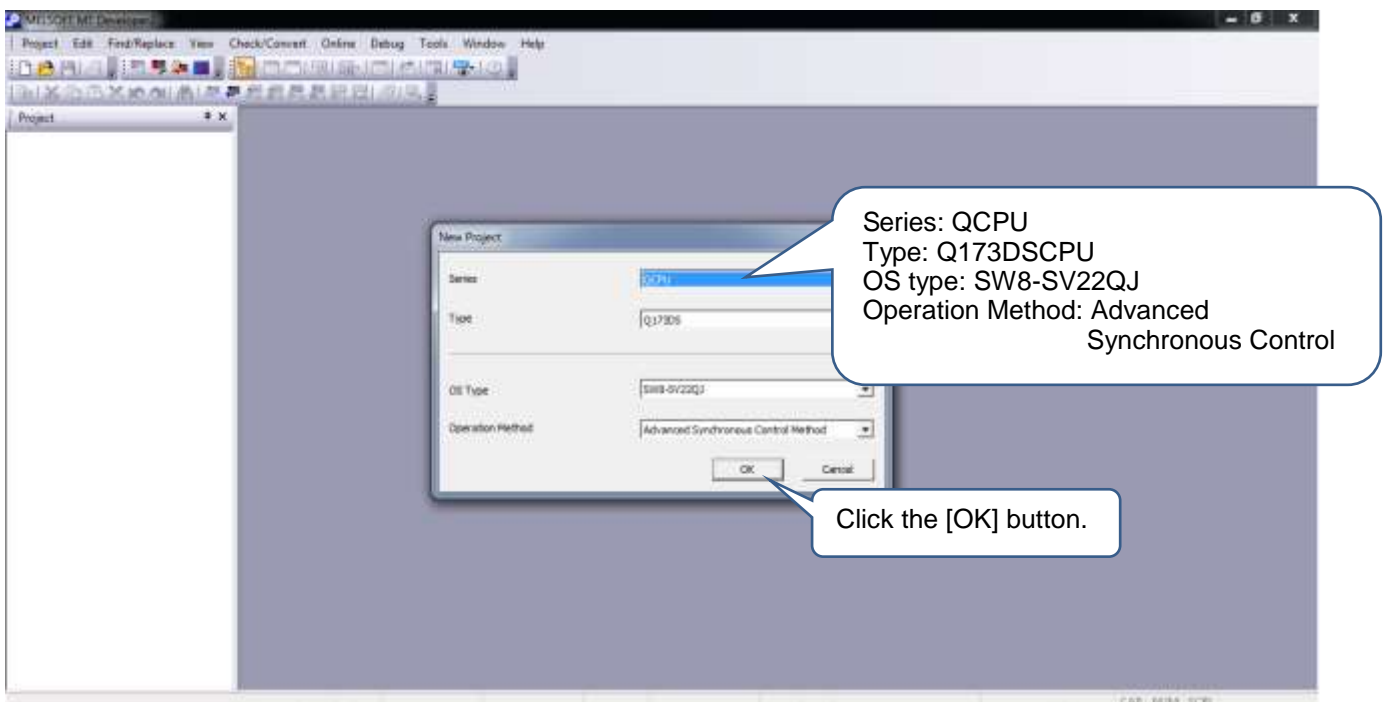 MELSOFT MT Developer2
Project Edit Find/Replace View Check/Convert Online Debug Tools Window Help
Project
New Project
Series
QCPU
Type
Q173DS
OS Type
SW8-SV22QJ
Operation Method
Advanced Synchronous Control Method
OK Cancel
Series: QCPU
Type: Q173DSCPU
OS type: SW8-SV22QJ
Operation Method: Advanced
Synchronous Control
Click the [OK] button.